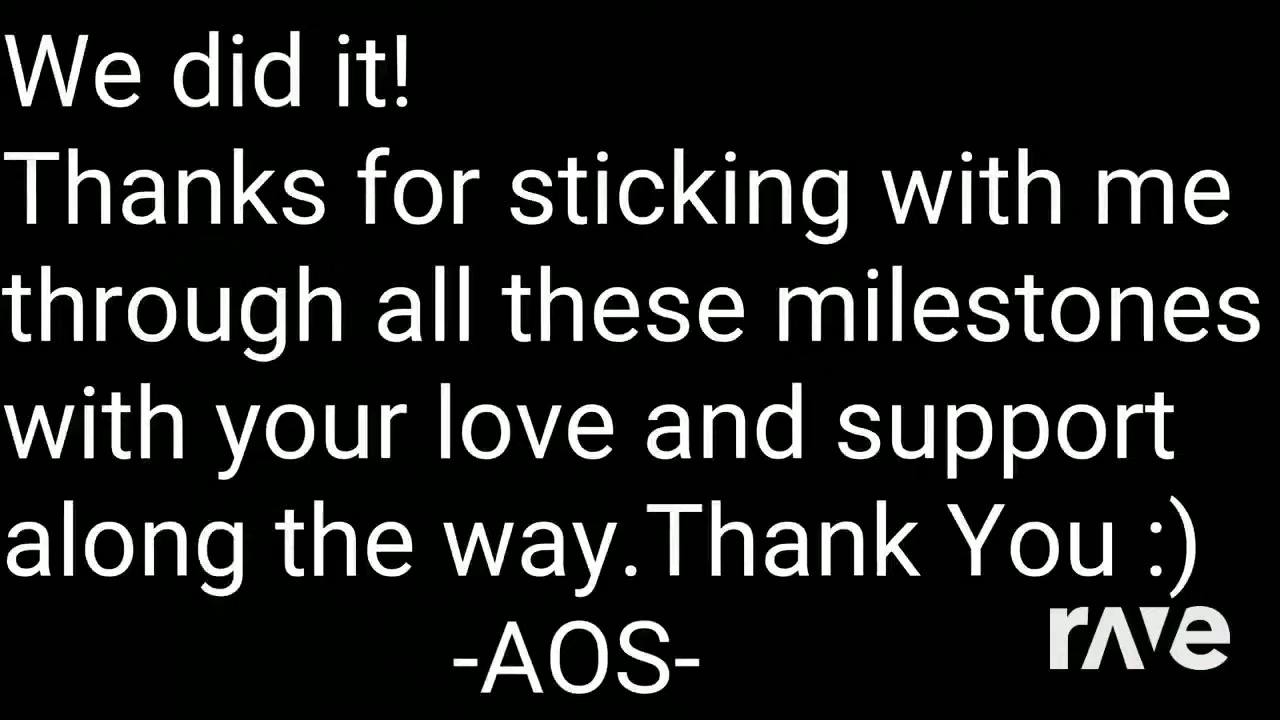 We did it!
Thanks for sticking with me
through all these milestones
with your love and support
along the way.Thank You :)
-AOS-
rave